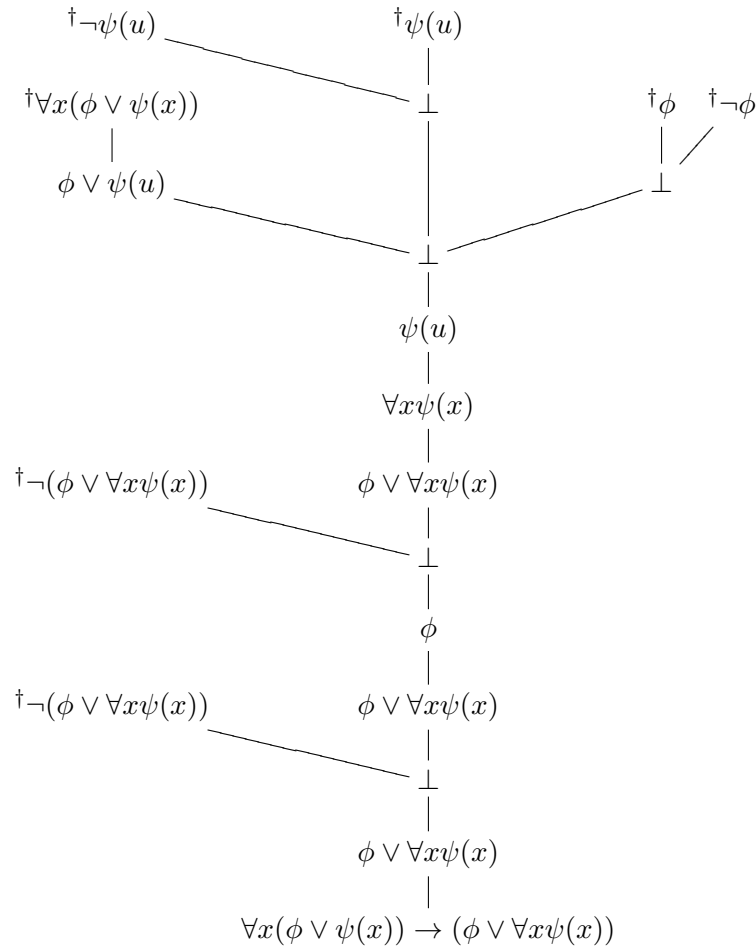 †¬ψ(u) †ψ(u)
†∀x(ϕ ∨ ψ(x)) ⊥ †ϕ †¬ϕ
ϕ ∨ ψ(u) ⊥
⊥
ψ(u)
∀xψ(x)
†¬(ϕ ∨ ∀xψ(x)) ϕ ∨ ∀xψ(x)
⊥
ϕ
†¬(ϕ ∨ ∀xψ(x)) ϕ ∨ ∀xψ(x)
⊥
ϕ ∨ ∀xψ(x)
∀x(ϕ ∨ ψ(x)) → (ϕ ∨ ∀xψ(x))